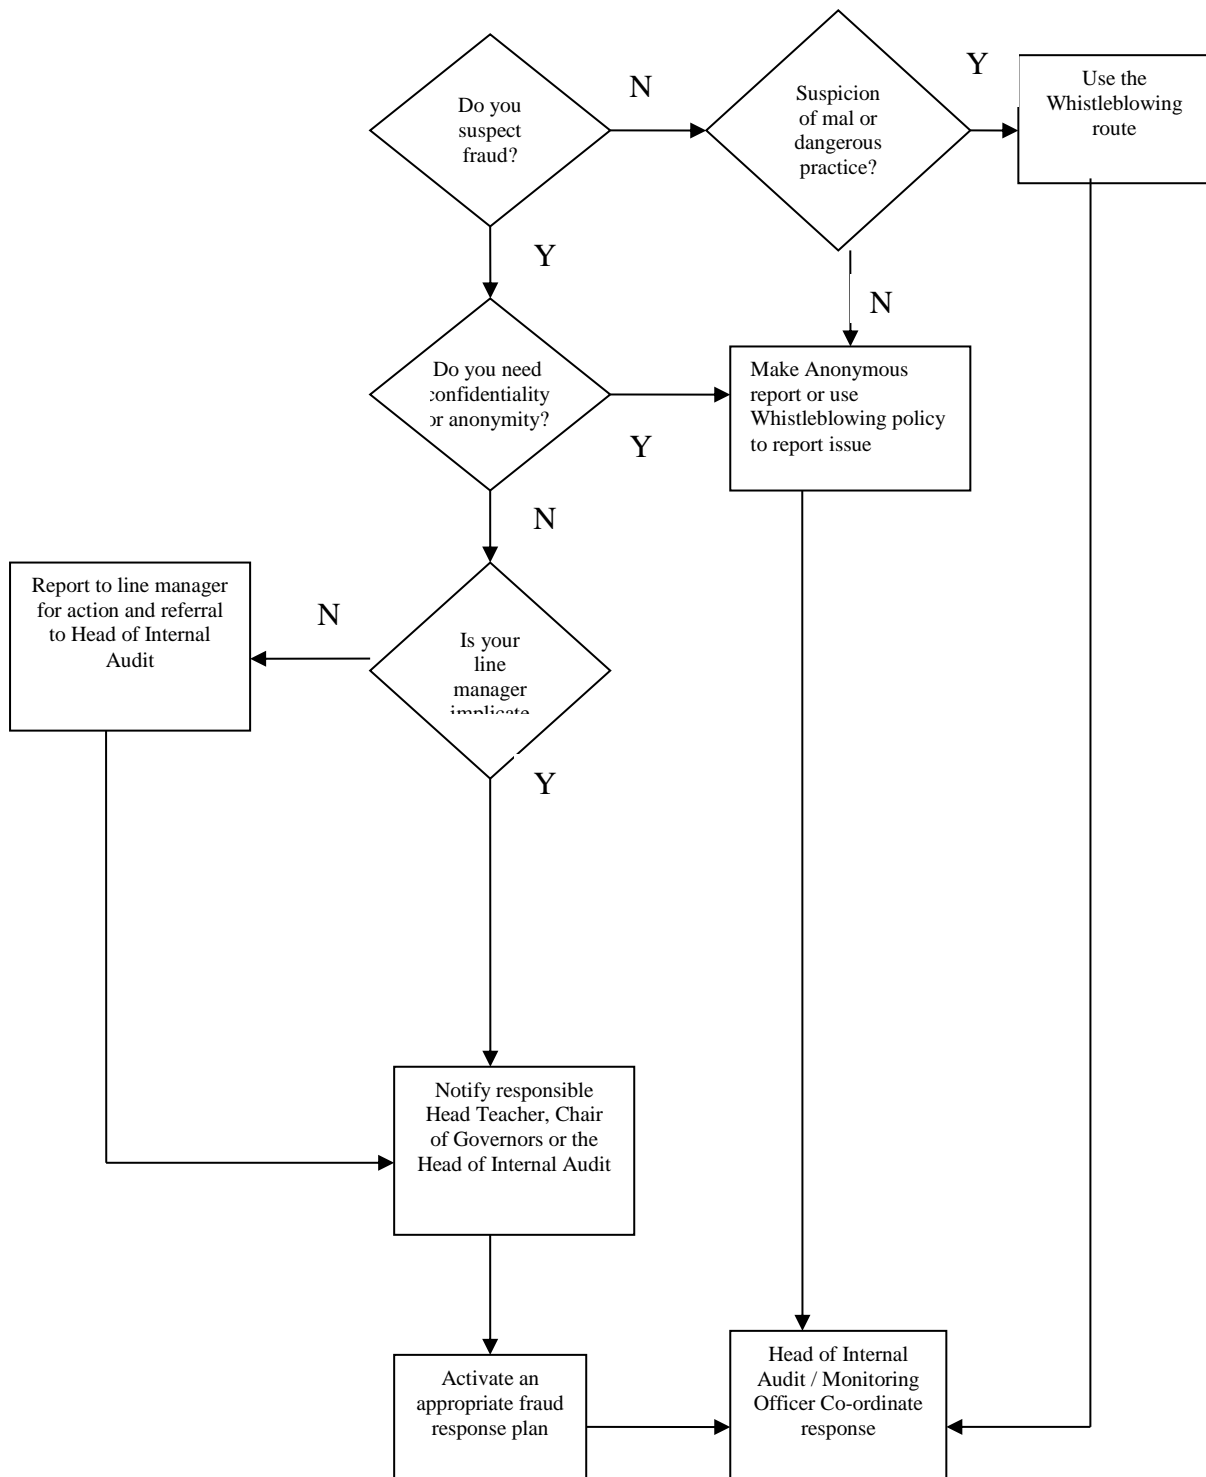 Do you
suspect
fraud?
N
Suspicion
of mal or
dangerous
practice?
Y
Use the
Whistleblowing
route
Y
N
Do you need
confidentiality
or anonymity?
Y
Make Anonymous
report or use
Whistleblowing policy
to report issue
N
Report to line manager
for action and referral
to Head of Internal
Audit
N
Is your
line
manager
implicate
Y
Notify responsible
Head Teacher, Chair
of Governors or the
Head of Internal Audit
Activate an
appropriate fraud
response plan
Head of Internal
Audit / Monitoring
Officer Co-ordinate
response